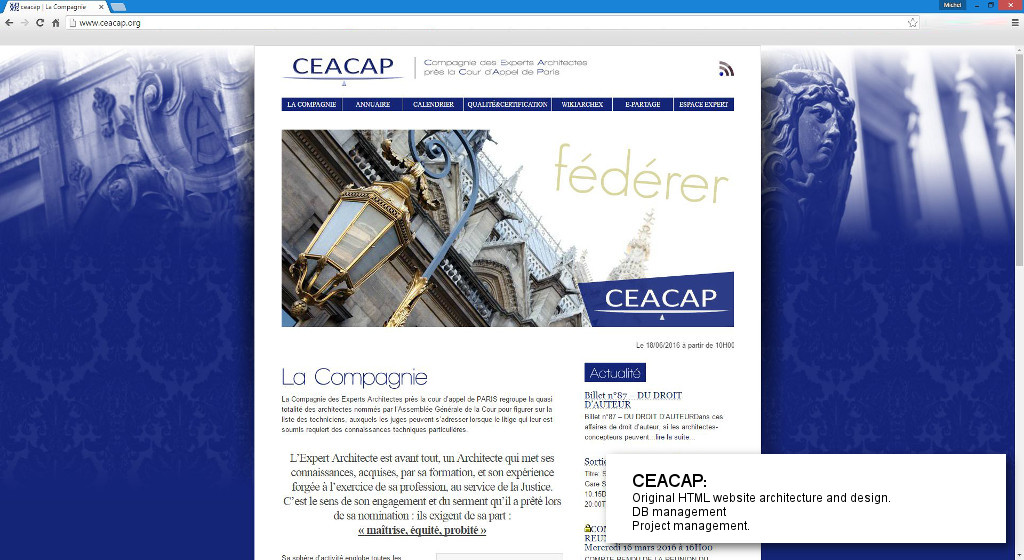 ceacap | La Compagnie
Michel
www.ceacap.org
CEACAP
Compagnie des Experts Architectes
près la Cour d'Appel de Paris
LA COMPAGNIE ANNUAIRE CALENDRIER QUALITÉ&CERTIFICATION WIKIARCHEX E-PARTAGE ESPACE EXPERT
fédérer
CEACAP
Le 18/06/2016 à partir de 10H00
La Compagnie
La Compagnie des Experts Architectes près la cour d'appel de PARIS regroupe la quasi
totalité des architectes nommés par l'Assemblée Générale de la Cour pour figurer sur la
liste des techniciens, auxquels les juges peuvent s'adresser lorsque le litige qui leur est
soumis requiert des connaissances techniques particulières.
L'Expert Architecte est avant tout, un Architecte qui met ses
connaissances, acquises, par sa formation, et son expérience
forgée à l'exercice de sa profession, au service de la Justice.
C'est le sens de son engagement et du serment qu'il a prêté lors
de sa nomination : ils exigent de sa part :
« maîtrise, équité, probité »
Sa sphère d'activité englobe toutes les
Actualité
Billet n°87 – DU DROIT
D'AUTEUR
Billet n°87 – DU DROIT D'AUTEURDans ces
affaires de droit d'auteur, si les architectes-
concepteurs peuvent...lire la suite...
Sortie
Titre: S
Gare S
10.15D
20.00T
CON
REUN
Mercredi 16 mars 2016 à 16H00
COMPTE RENDU DE LA REUNION DU
CEACAP:
Original HTML website architecture and design.
DB management
Project management.